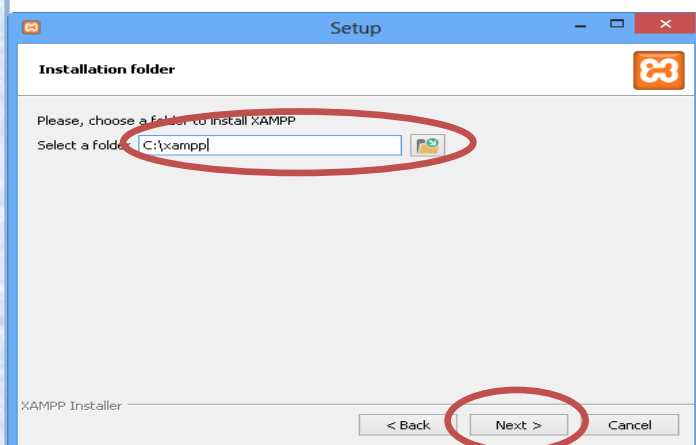 Setup
Installation folder
Please, choose a folder to install XAMPP
Select a folder C:\xampp
XAMPP Installer
< Back Next > Cancel